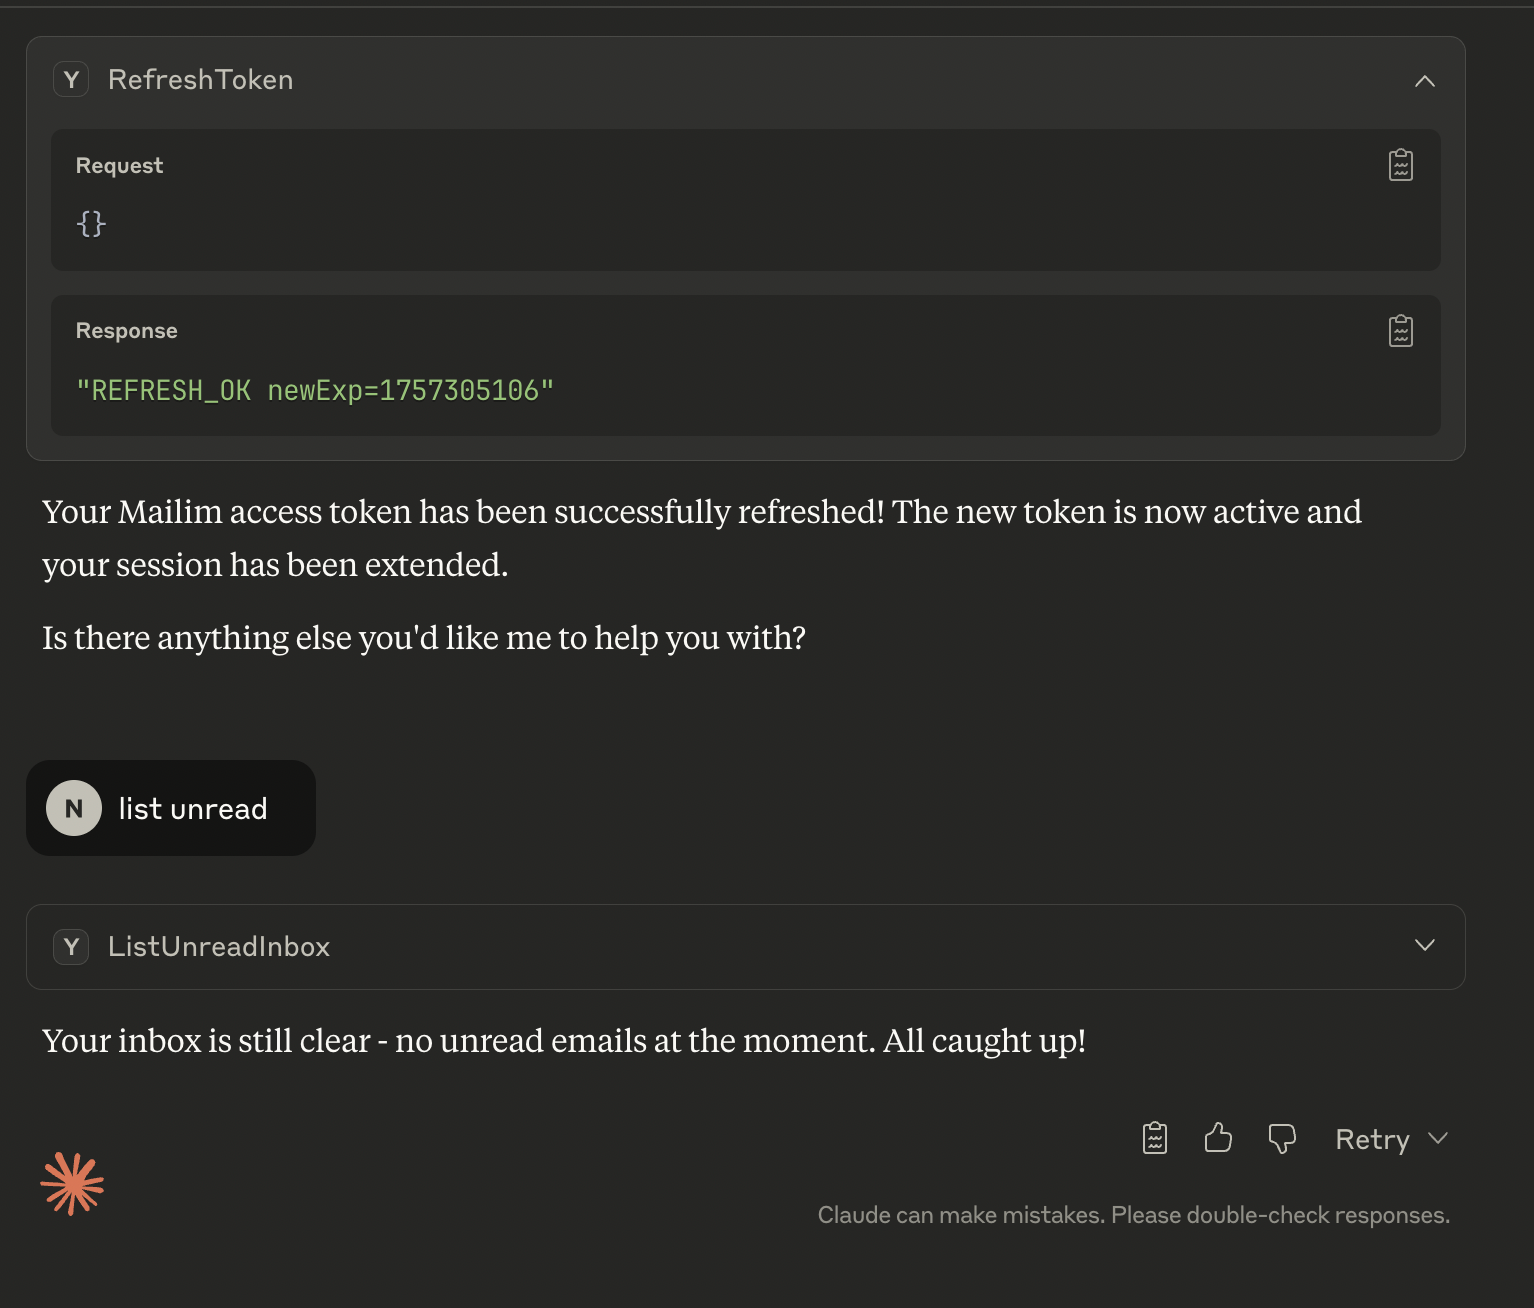 Y RefreshToken
Request
{}
Response
"REFRESH_OK newExp=1757305106"
Your Mailim access token has been successfully refreshed! The new token is now active and
your session has been extended.
Is there anything else you'd like me to help you with?
N list unread
Y ListUnreadInbox
Your inbox is still clear - no unread emails at the moment. All caught up!
Retry
Claude can make mistakes. Please double-check responses.